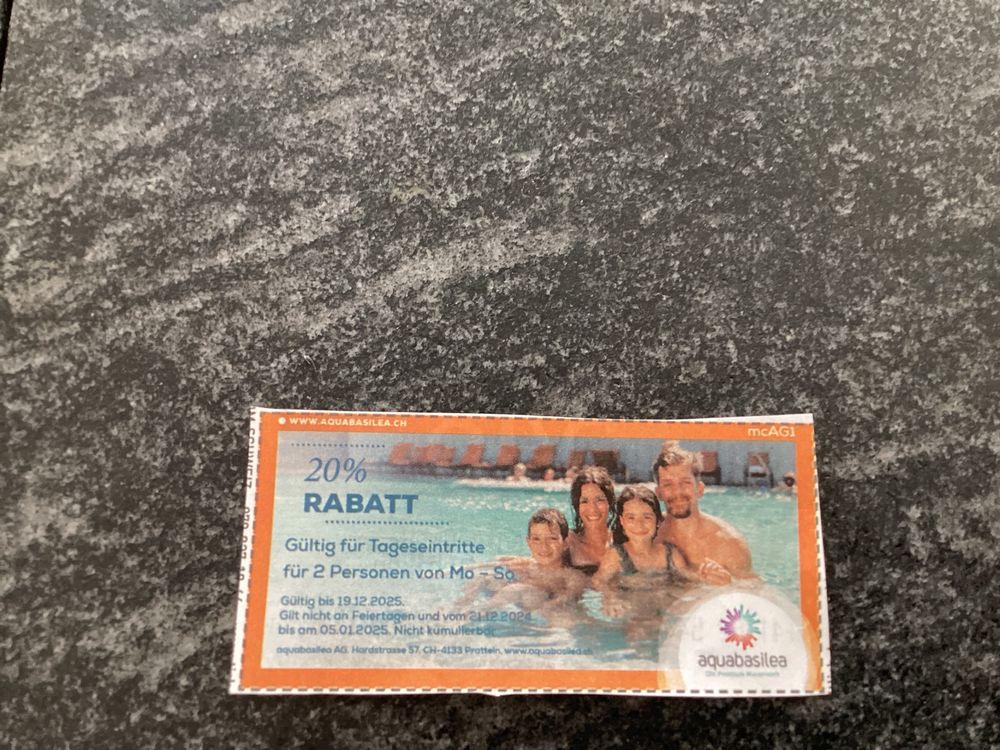 WWW.AQUABASILEA.CH
mcAG1
20%
RABATT
Gültig für Tageseintritte
für 2 Personen von Mo – So
Gültig bis 19.12.2025.
Gilt nicht an Feiertagen und vom 21.12.2024
bis am 05.01.2025. Nicht kumulierbar
aquabasilea AG, Hardstrasse 57, CH-4133 Pratteln, www.aquabasilea.ch
aquabasilea